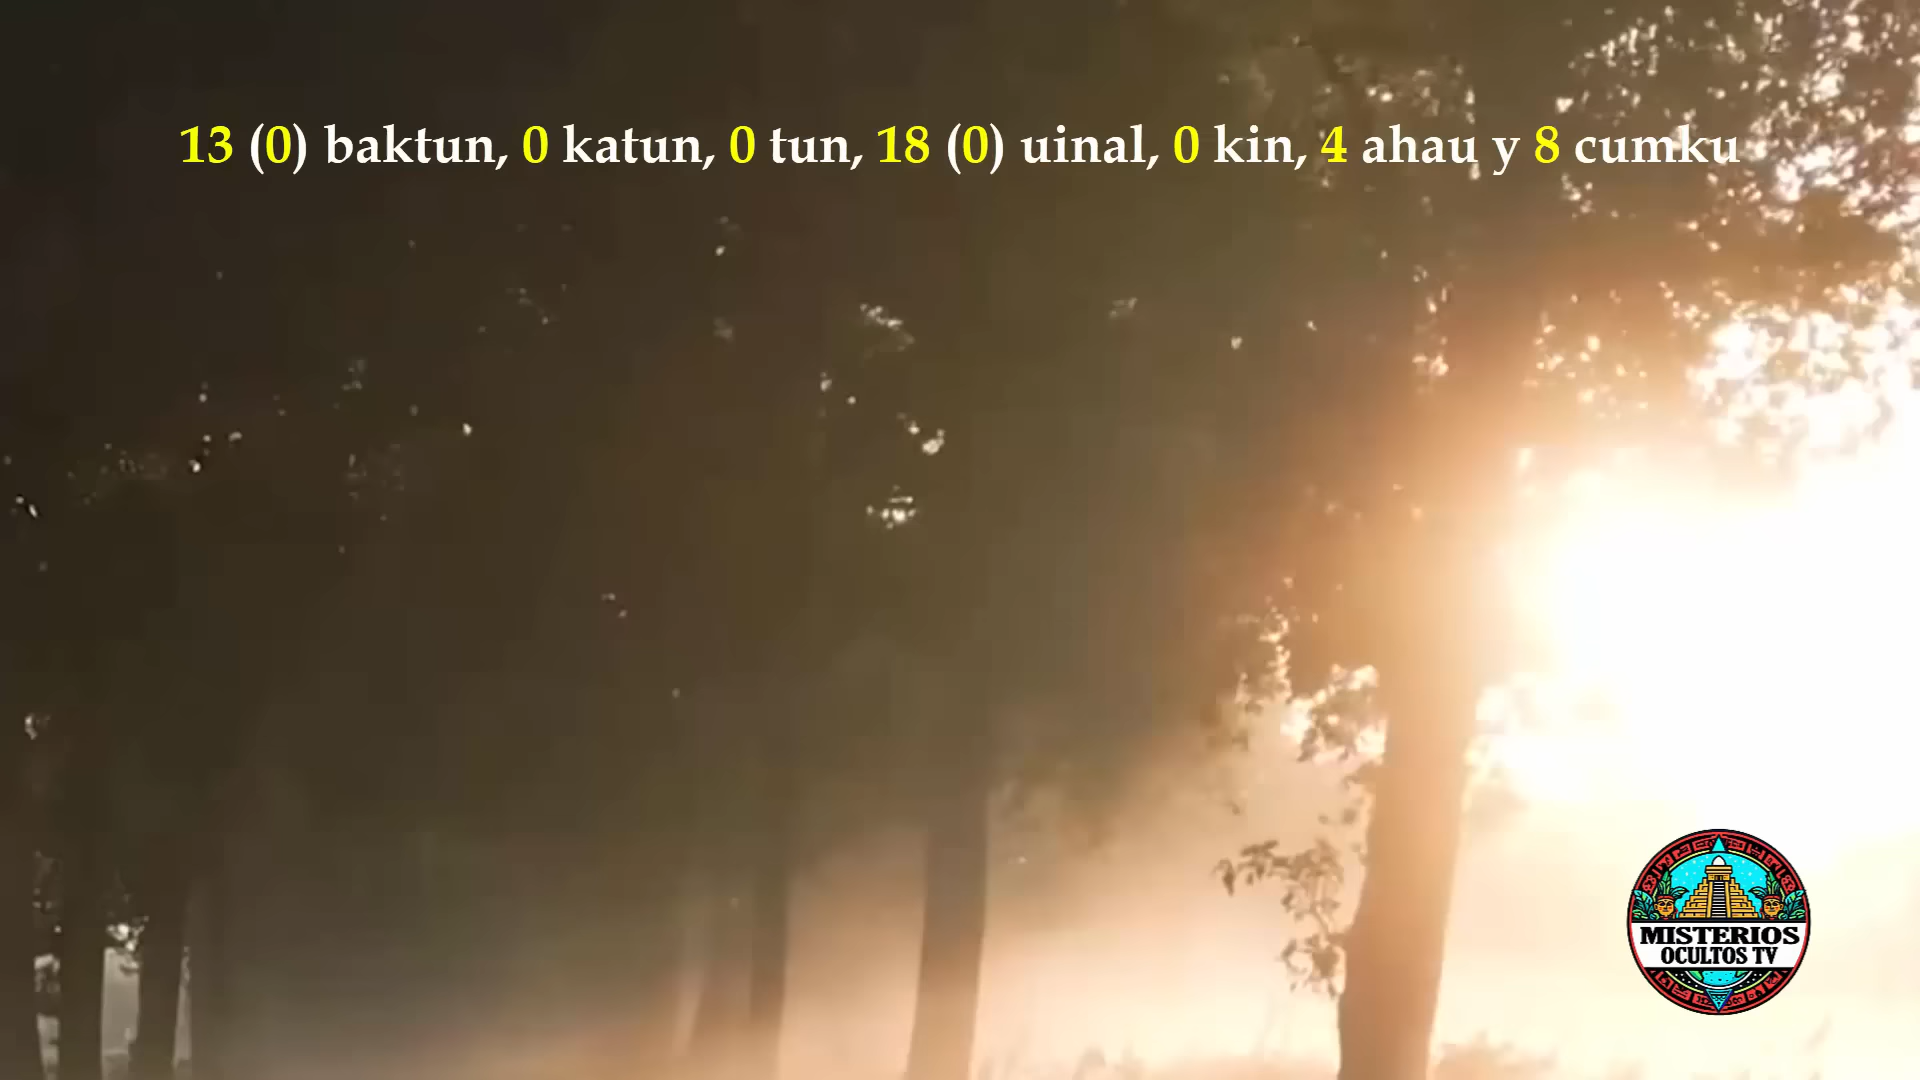 13 (0) baktun, 0 katun, 0 tun, 18 (0) uinal, 0 kin, 4 ahau y 8 cumku
MISTERIOS
OCULTOS TV